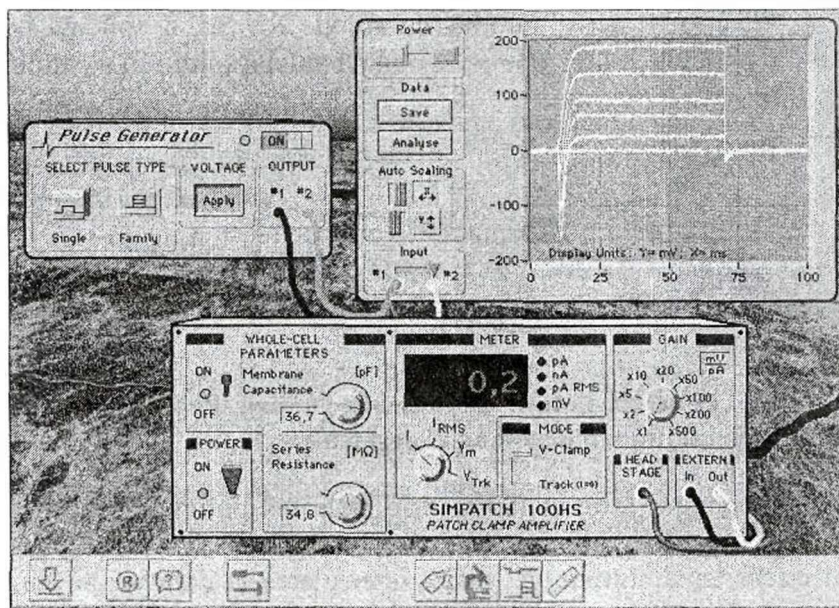 Power
Data
Save
Analyse
Auto Scaling
X
Y
Input
#1 #2
200
100
0
-100
-200
Display Units: Y= mV; X= ms
0 25 50 75 100
Pulse Generator
ON
SELECT PULSE TYPE
VOLTAGE
OUTPUT
Apply
#1 #2
Single
Family
WHOLE-CELL
PARAMETERS
ON
OFF
Membrane
Capacitance
[pF]
36,7
POWER
ON
OFF
Series
Resistance
[MΩ]
34,8
METER
0,2
pA
nA
pA RMS
mV
I
I RMS
Vm
VTrk
MODE
V-Clamp
Track (I=0)
SIMPATCH 100HS
PATCH CLAMP AMPLIFIER
GAIN
mV
pA
x1
x2
x5
x10
x20
x50
x100
x200
x500
HEAD
STAGE
EXTERN
In Out
R
?